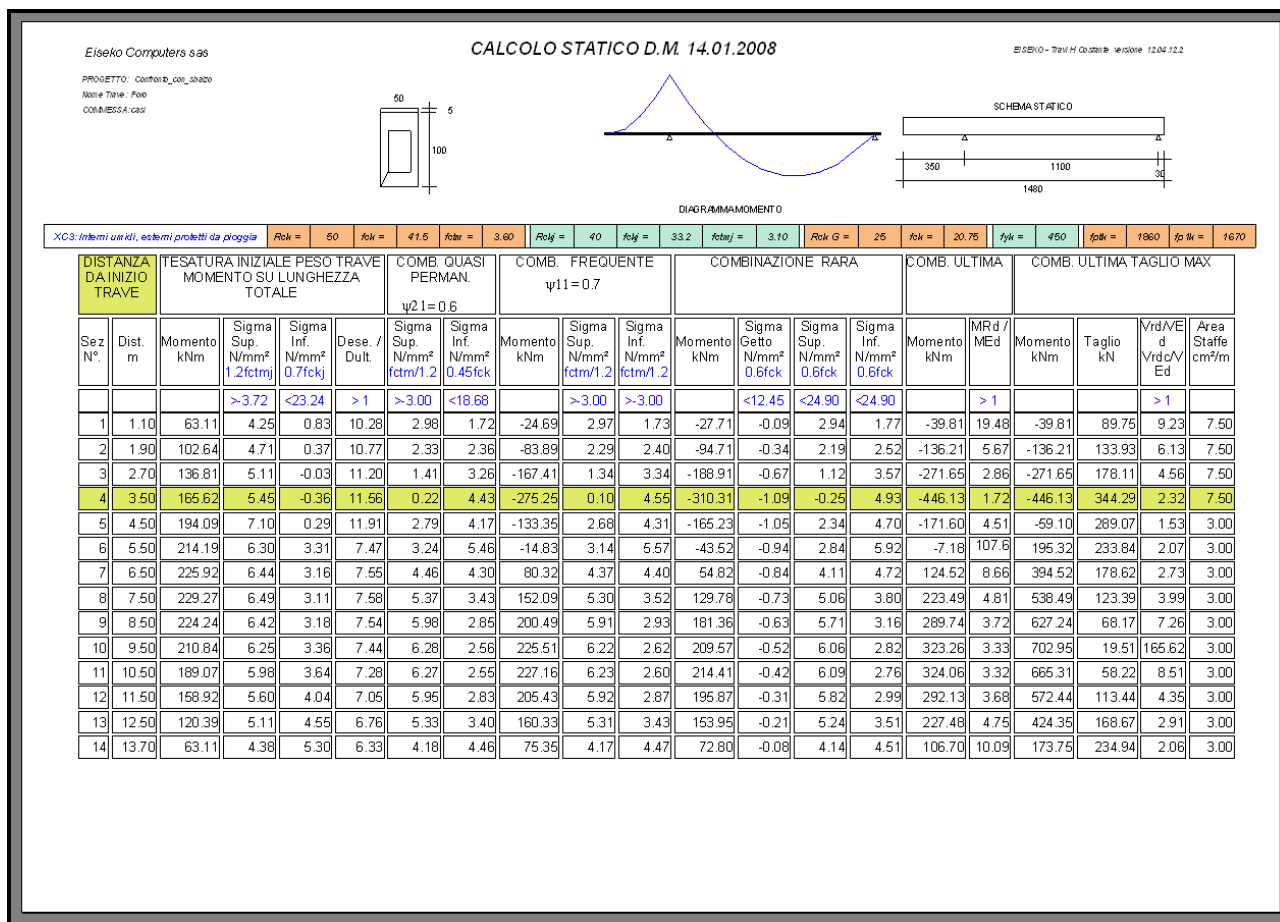 Eiseko Computers sas
CALCOLO STATICO D.M. 14.01.2008
EISEKO - Travi H Costante versione 12.04.12.2
PROGETTO: Confronto_con_sbalzo
Nome Trave: Foro
COMMESSA: casi
50
5
100
SCHEMA STATICO
350 1100 30
1480
DIAGRAMMA MOMENTO
XC3: Interni umidi, esterni protetti da pioggia Rck = 50 fck = 41.5 fctm = 3.60 Rckj = 40 fckj = 33.2 fctmj = 3.10 Rck G = 25 fck = 20.75 fyk = 450 fptk = 1860 fp1k = 1670
DISTANZA DA INIZIO TRAVE
TESATURA INIZIALE PESO TRAVE MOMENTO SU LUNGHEZZA TOTALE
COMB. QUASI PERMAN.
ψ21=0.6
COMB. FREQUENTE
ψ11=0.7
COMBINAZIONE RARA
COMB. ULTIMA
COMB. ULTIMA TAGLIO MAX
Sez N°.
Dist. m
Momento kNm
Sigma Sup. N/mm² 1.2fctmj
Sigma Inf. N/mm² 0.7fckj
Dese. / Dult.
Sigma Sup. N/mm² fctm/1.2
Sigma Inf. N/mm² 0.45fck
Momento kNm
Sigma Sup. N/mm² fctm/1.2
Sigma Inf. N/mm² fctm/1.2
Momento kNm
Sigma Getto N/mm² 0.6fck
Sigma Sup. N/mm² 0.6fck
Sigma Inf. N/mm² 0.6fck
Momento kNm
MRd / MEd
Momento kNm
Taglio kN
Vrd/VEd Vrdc/VEd
Area Staffe cm²/m
>-3.72 <23.24 > 1 >-3.00 <18.68 >-3.00 >-3.00 <12.45 <24.90 <24.90 > 1 > 1
1 1.10 63.11 4.25 0.83 10.28 2.98 1.72 -24.69 2.97 1.73 -27.71 -0.09 2.94 1.77 -39.81 19.48 -39.81 89.75 9.23 7.50
2 1.90 102.64 4.71 0.37 10.77 2.33 2.36 -83.89 2.29 2.40 -94.71 -0.34 2.19 2.52 -136.21 5.67 -136.21 133.93 6.13 7.50
3 2.70 136.81 5.11 -0.03 11.20 1.41 3.26 -167.41 1.34 3.34 -188.91 -0.67 1.12 3.57 -271.65 2.86 -271.65 178.11 4.56 7.50
4 3.50 165.62 5.45 -0.36 11.56 0.22 4.43 -275.25 0.10 4.55 -310.31 -1.09 -0.25 4.93 -446.13 1.72 -446.13 344.29 2.32 7.50
5 4.50 194.09 7.10 0.29 11.91 2.79 4.17 -133.35 2.68 4.31 -165.23 -1.05 2.34 4.70 -171.60 4.51 -59.10 289.07 1.53 3.00
6 5.50 214.19 6.30 3.31 7.47 3.24 5.46 -14.83 3.14 5.57 -43.52 -0.94 2.84 5.92 -7.18 107.6 195.32 233.84 2.07 3.00
7 6.50 225.92 6.44 3.16 7.55 4.46 4.30 80.32 4.37 4.40 54.82 -0.84 4.11 4.72 124.52 8.66 394.52 178.62 2.73 3.00
8 7.50 229.27 6.49 3.11 7.58 5.37 3.43 152.09 5.30 3.52 129.78 -0.73 5.06 3.80 223.49 4.81 538.49 123.39 3.99 3.00
9 8.50 224.24 6.42 3.18 7.54 5.98 2.85 200.49 5.91 2.93 181.36 -0.63 5.71 3.16 289.74 3.72 627.24 68.17 7.26 3.00
10 9.50 210.84 6.25 3.36 7.44 6.28 2.56 225.51 6.22 2.62 209.57 -0.52 6.06 2.82 323.26 3.33 702.95 19.51 165.62 3.00
11 10.50 189.07 5.98 3.64 7.28 6.27 2.55 227.16 6.23 2.60 214.41 -0.42 6.09 2.76 324.06 3.32 665.31 58.22 8.51 3.00
12 11.50 158.92 5.60 4.04 7.05 5.95 2.83 205.43 5.92 2.87 195.87 -0.31 5.82 2.99 292.13 3.68 572.44 113.44 4.35 3.00
13 12.50 120.39 5.11 4.55 6.76 5.33 3.40 160.33 5.31 3.43 153.95 -0.21 5.24 3.51 227.48 4.75 424.35 168.67 2.91 3.00
14 13.70 63.11 4.38 5.30 6.33 4.18 4.46 75.35 4.17 4.47 72.80 -0.08 4.14 4.51 106.70 10.09 173.75 234.94 2.06 3.00